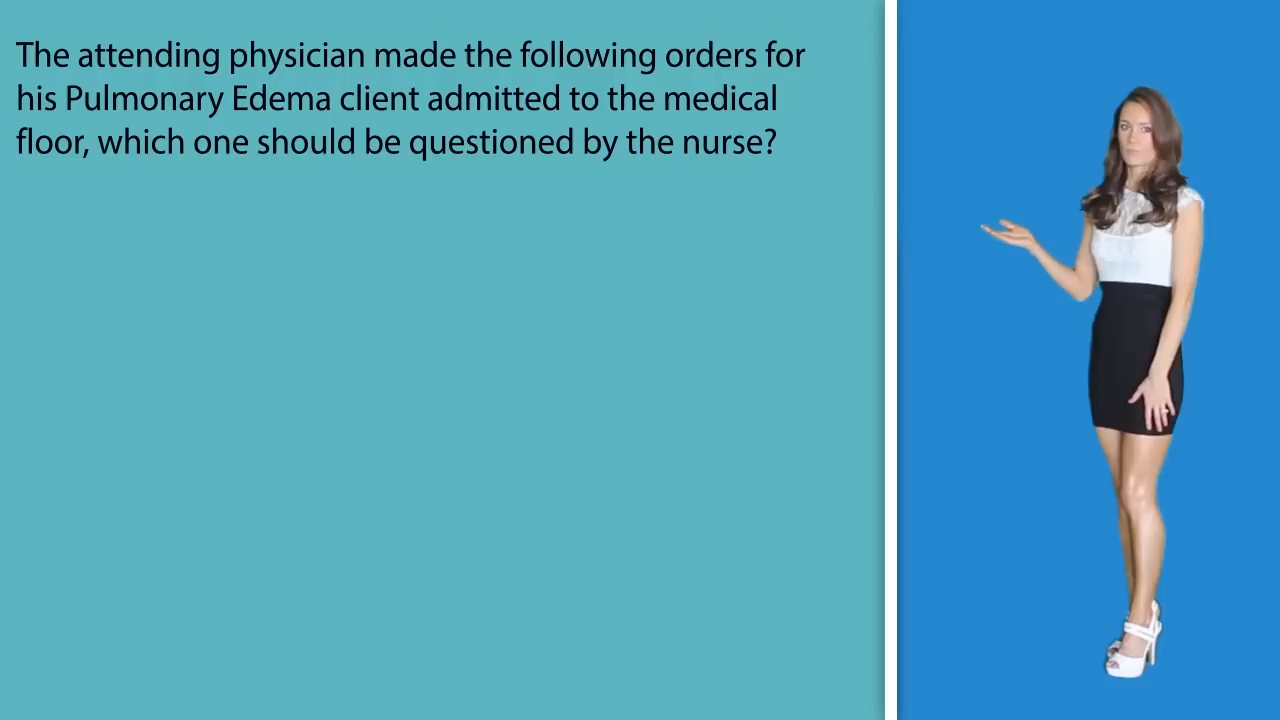 The attending physician made the following orders for
his Pulmonary Edema client admitted to the medical
floor, which one should be questioned by the nurse?